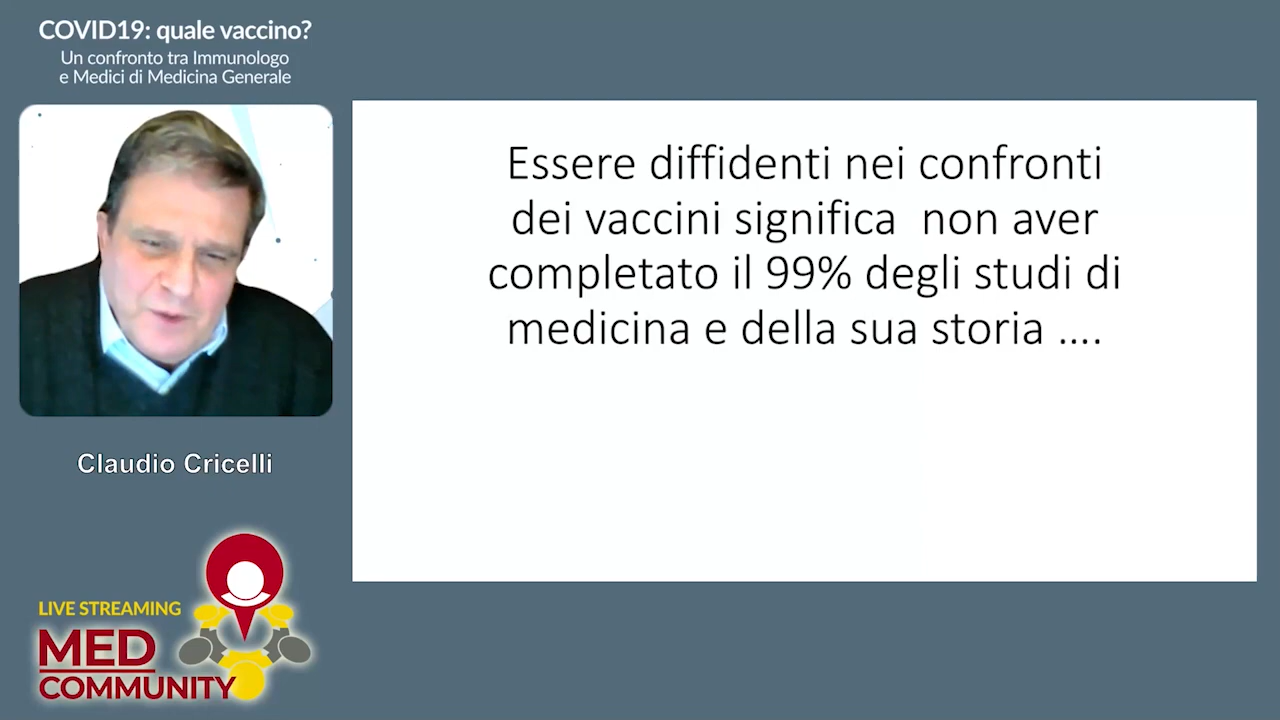 COVID19: quale vaccino?
Un confronto tra Immunologo
e Medici di Medicina Generale
Essere diffidenti nei confronti
dei vaccini significa  non aver
completato il 99% degli studi di
medicina e della sua storia ....
Claudio Cricelli
LIVE STREAMING
MED
COMMUNITY